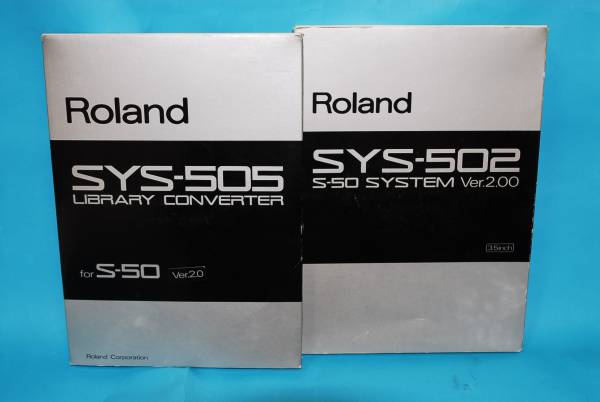 Roland
SYS-505
LIBRARY CONVERTER
for S-50 Ver.2.0
Roland Corporation
Roland
SYS-502
S-50 SYSTEM Ver.2.00
3.5inch